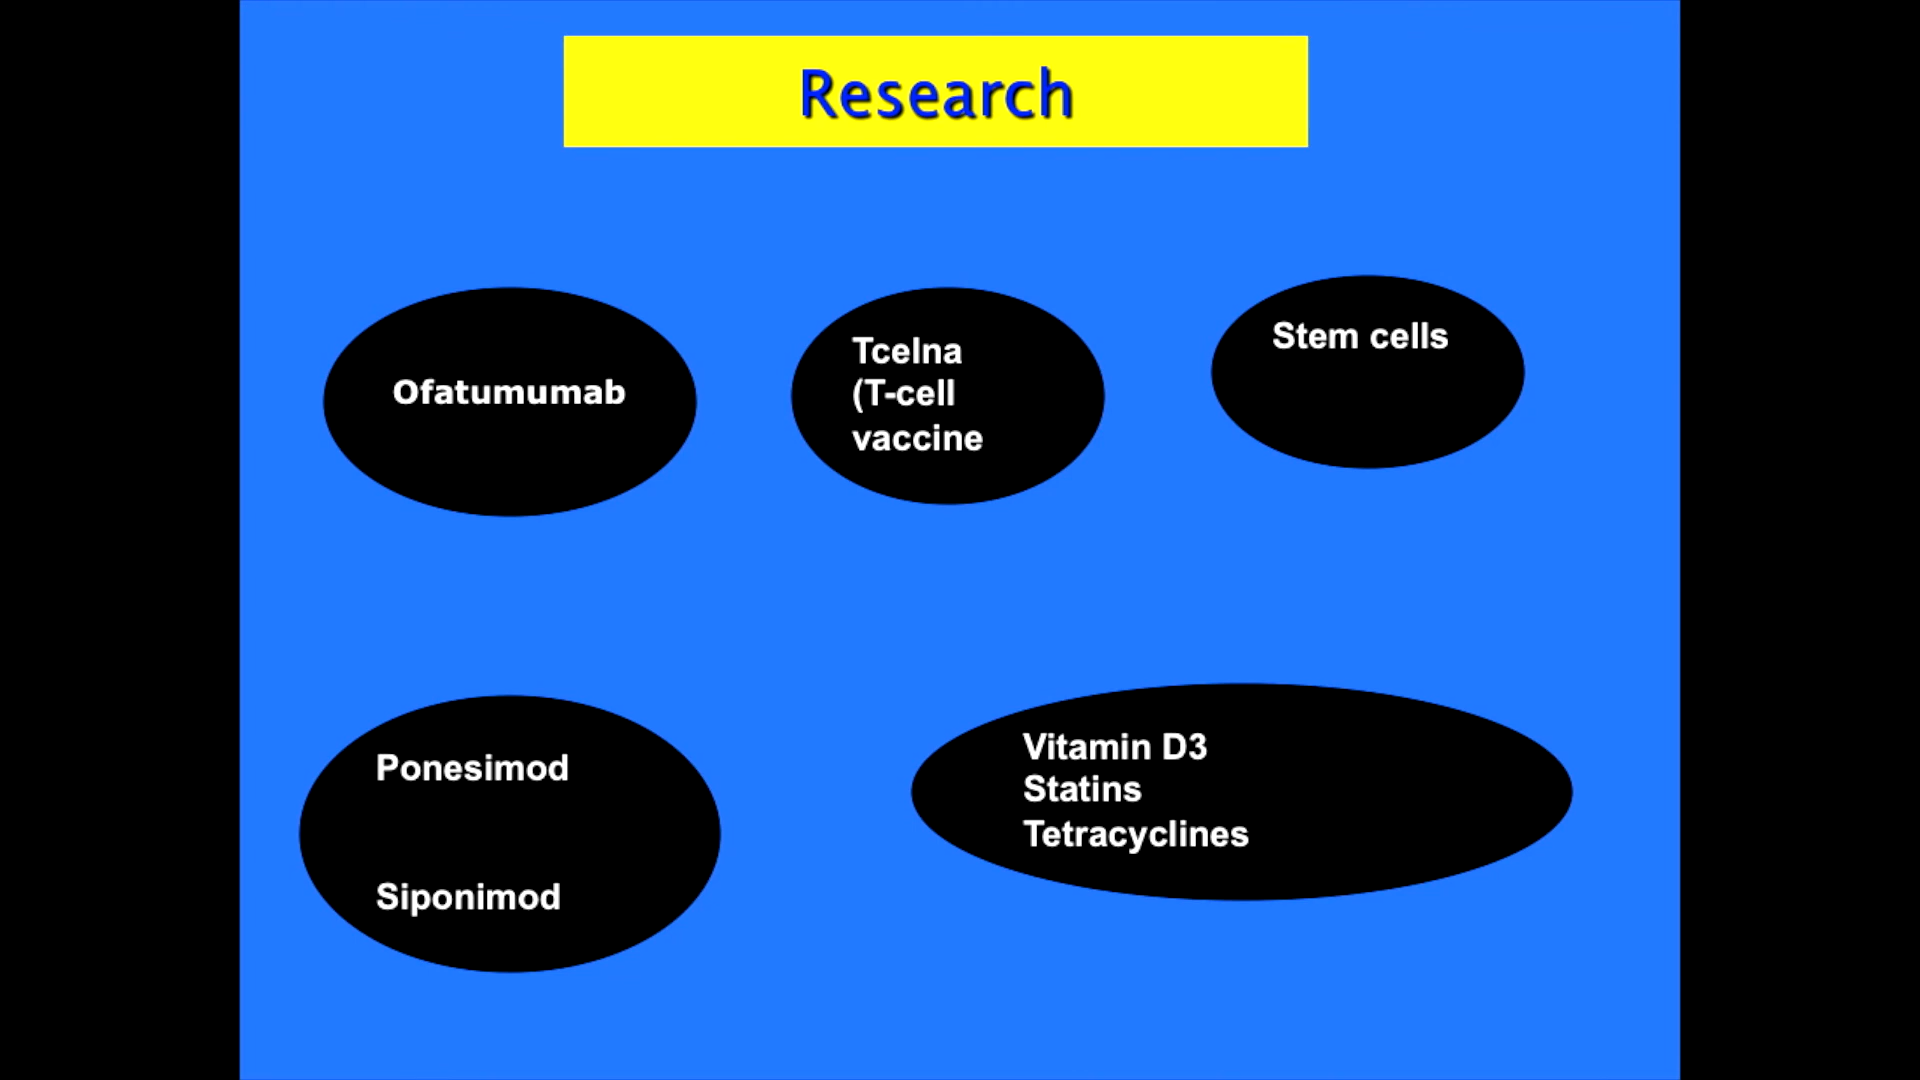 Research
Ofatumumab
Tcelna
(T-cell
vaccine
Stem cells
Ponesimod
Siponimod
Vitamin D3
Statins
Tetracyclines